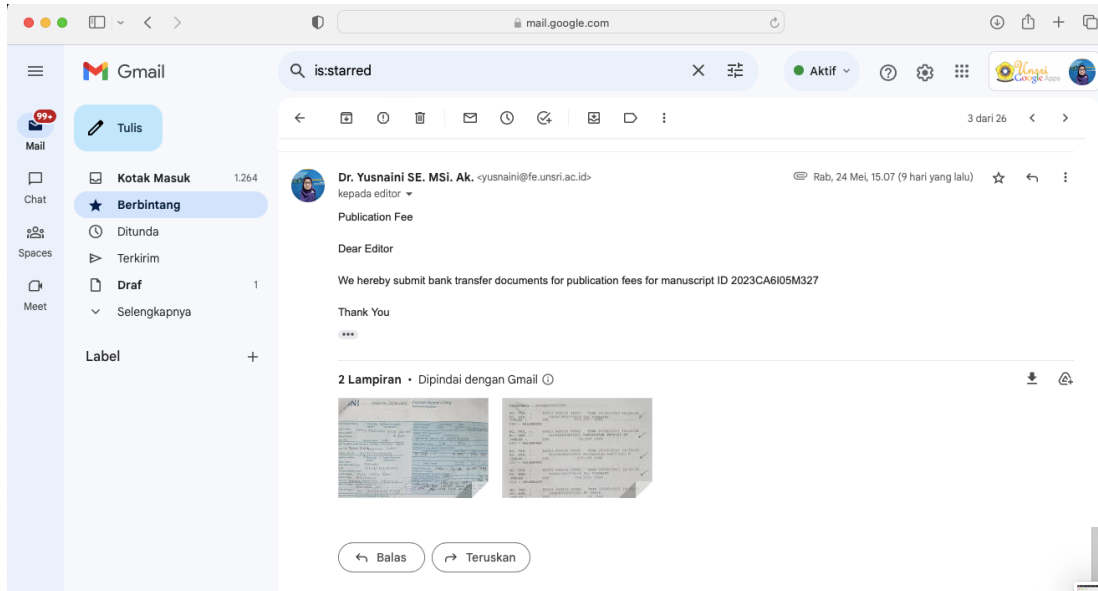 mail.google.com
Gmail
is:starred
Aktif
Unsri
Google Apps
99+
Mail
Chat
Spaces
Meet
Tulis
Kotak Masuk 1.264
Berbintang
Ditunda
Terkirim
Draf 1
Selengkapnya
Label
3 dari 26
Dr. Yusnaini SE. MSi. Ak. <yusnaini@fe.unsri.ac.id>
Rab, 24 Mei, 15.07 (9 hari yang lalu)
kepada editor
Publication Fee
Dear Editor
We hereby submit bank transfer documents for publication fees for manuscript ID 2023CA6I05M327
Thank You
2 Lampiran • Dipindai dengan Gmail
Balas
Teruskan